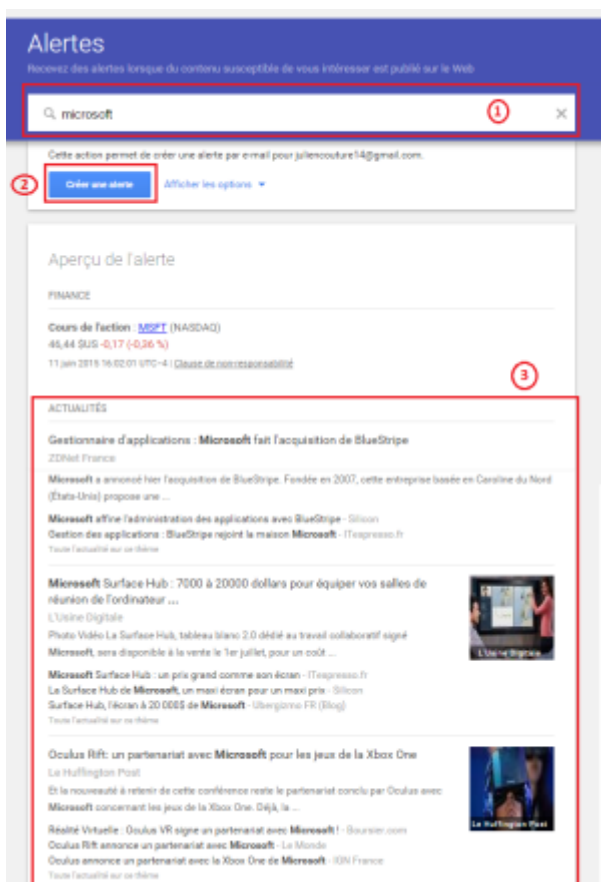 Alertes
Recevez des alertes lorsque du contenu susceptible de vous intéresser est publié sur le Web
microsoft
1
Cette action permet de créer une alerte par e-mail pour juliencouture14@gmail.com.
2
Créer une alerte
Afficher les options
Aperçu de l'alerte
FINANCE
Cours de l'action : MSFT (NASDAQ)
46,44 $US -0,17 (-0,36 %)
11 juin 2015 16:02:01 UTC-4 | Clause de non-responsabilité
3
ACTUALITÉS
Gestionnaire d'applications : Microsoft fait l'acquisition de BlueStripe
ZDNet France
Microsoft a annoncé hier l'acquisition de BlueStripe. Fondée en 2007, cette entreprise basée en Caroline du Nord
(États-Unis) propose une ...
Microsoft affine l'administration des applications avec BlueStripe - Silicon
Gestion des applications : BlueStripe rejoint la maison Microsoft - ITespresso.fr
Toute l'actualité sur ce thème
Microsoft Surface Hub : 7000 à 20000 dollars pour équiper vos salles de
réunion de l'ordinateur ...
L'Usine Digitale
Photo Vidéo La Surface Hub, tableau blanc 2.0 dédié au travail collaboratif signé
Microsoft, sera disponible à la vente le 1er juillet, pour un coût ...
L'Usine Digitale
Microsoft Surface Hub : un prix grand comme son écran - ITespresso.fr
La Surface Hub de Microsoft, un maxi écran pour un maxi prix - Silicon
Surface Hub, l'écran à 20 000$ de Microsoft - Ubergizmo FR (Blog)
Toute l'actualité sur ce thème
Oculus Rift: un partenariat avec Microsoft pour les jeux de la Xbox One
Le Huffington Post
Et la nouveauté à retenir de cette conférence reste le partenariat conclu par Oculus avec
Microsoft concernant les jeux de la Xbox One. Déjà, la ...
Le Huffington Post
Réalité Virtuelle : Oculus VR signe un partenariat avec Microsoft ! - Boursier.com
Oculus Rift annonce un partenariat avec Microsoft - Le Monde
Oculus annonce un partenariat avec la Xbox One de Microsoft - IGN France
Toute l'actualité sur ce thème